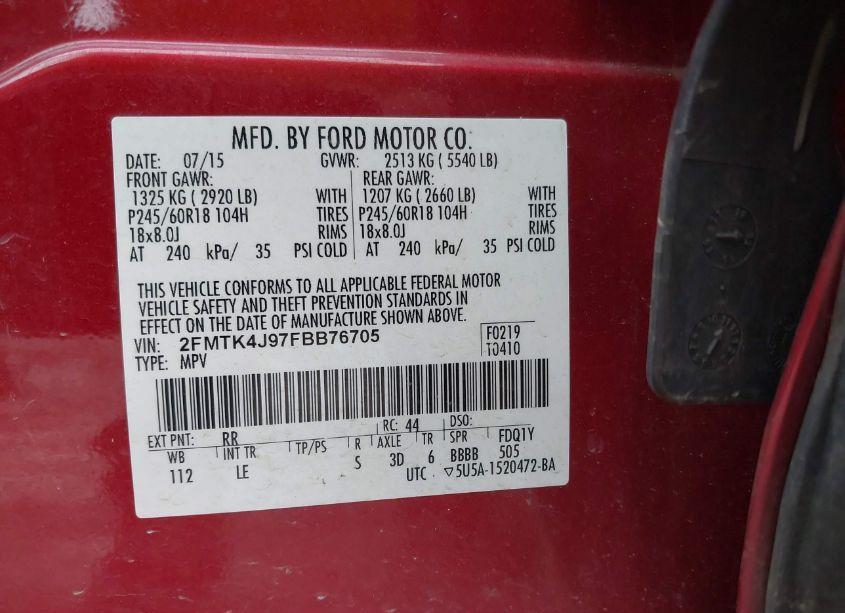 MFD. BY FORD MOTOR CO.
DATE: 07/15 GVWR: 2513 KG ( 5540 LB)
FRONT GAWR: REAR GAWR:
1325 KG ( 2920 LB) WITH 1207 KG ( 2660 LB) WITH
P245/60R18 104H TIRES P245/60R18 104H TIRES
18x8.0J RIMS 18x8.0J RIMS
AT 240 kPa/ 35 PSI COLD AT 240 kPa/ 35 PSI COLD
THIS VEHICLE CONFORMS TO ALL APPLICABLE FEDERAL MOTOR
VEHICLE SAFETY AND THEFT PREVENTION STANDARDS IN
EFFECT ON THE DATE OF MANUFACTURE SHOWN ABOVE.
VIN: 2FMTK4J97FBB76705 F0219
TYPE: MPV T0410
EXT PNT: RR RC: 44 DSO: FDQ1Y
WB INT TR TP/PS R AXLE TR SPR
112 LE S 3D 6 BBBB 505
UTC ▽5U5A-1520472-BA